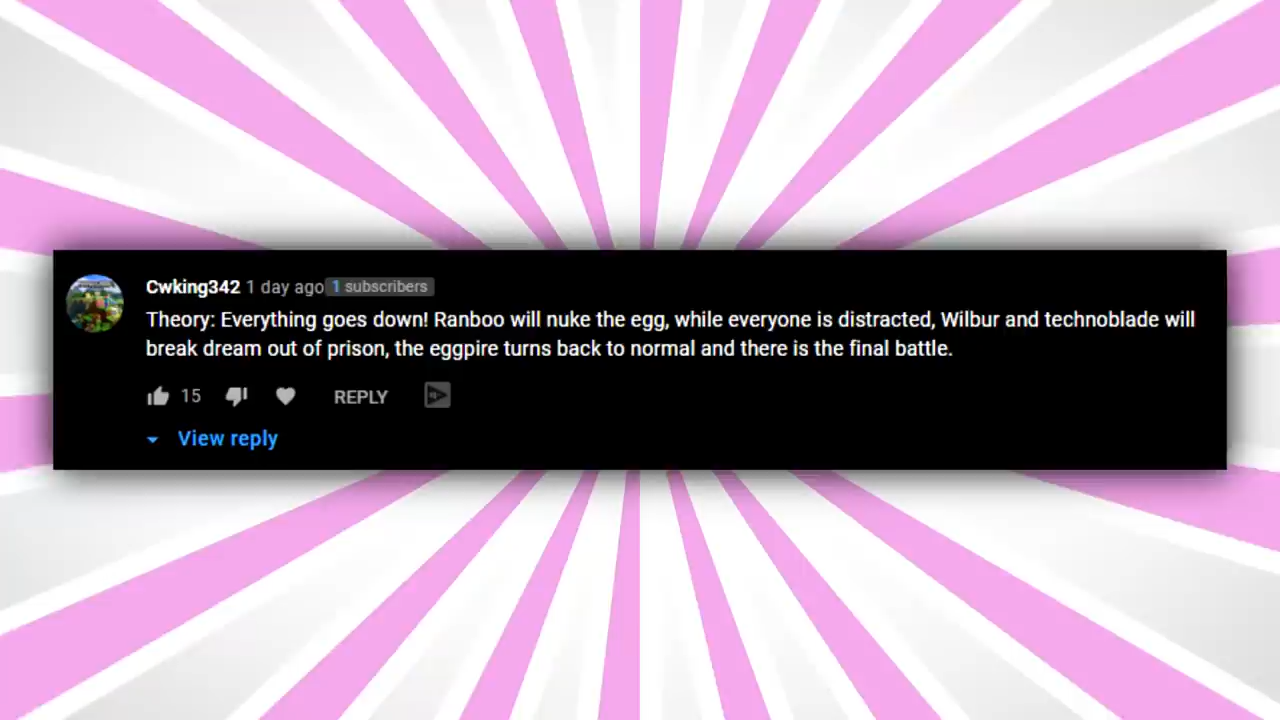 Cwking342 1 day ago 1 subscribers
Theory: Everything goes down! Ranboo will nuke the egg, while everyone is distracted, Wilbur and technoblade will
break dream out of prison, the eggpire turns back to normal and there is the final battle.
15 REPLY
View reply